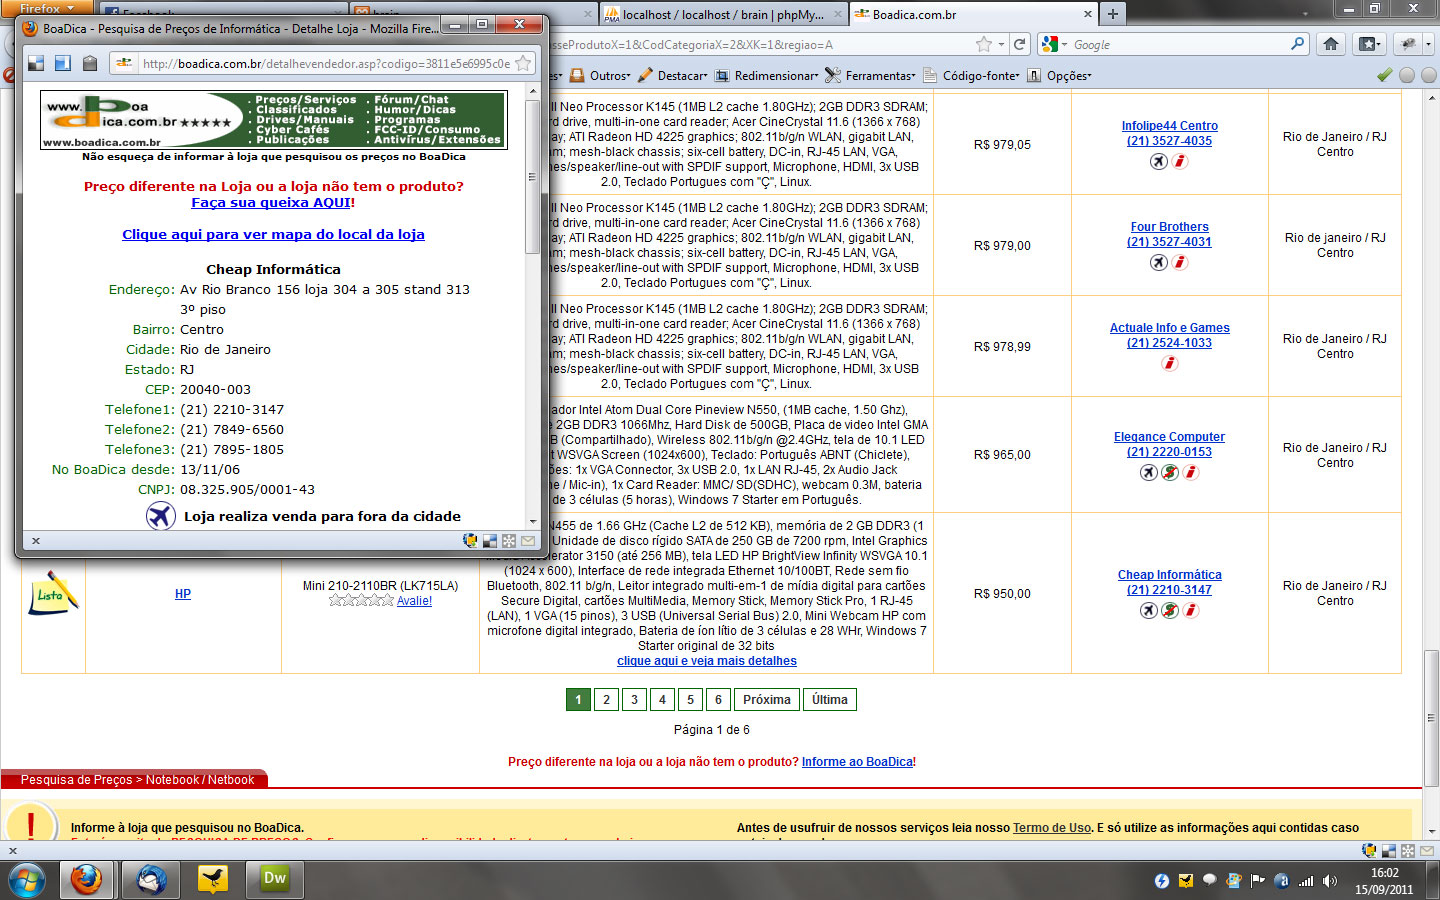 Firefox
Facebook
brain
localhost / localhost / brain | phpMy...
Boadica.com.br
BoaDica - Pesquisa de Preços de Informática - Detalhe Loja - Mozilla Fire...
http://boadica.com.br/detalhevendedor.asp?codigo=3811e5e6995c0e
asseProdutoX=1&CodCategoriaX=2&XK=1&regiao=A
Google
Outros
Destacar
Redimensionar
Ferramentas
Código-fonte
Opções
www.boa
dica.com.br ★★★★★
www.boadica.com.br
. Preços/Serviços . Fórum/Chat
. Classificados . Humor/Dicas
. Drives/Manuais . Programas
. Cyber Cafés . FCC-ID/Consumo
. Publicações . Antivírus/Extensões
Não esqueça de informar à loja que pesquisou os preços no BoaDica
Preço diferente na Loja ou a loja não tem o produto?
Faça sua queixa AQUI!
Clique aqui para ver mapa do local da loja
Cheap Informática
Endereço: Av Rio Branco 156 loja 304 a 305 stand 313
3º piso
Bairro: Centro
Cidade: Rio de Janeiro
Estado: RJ
CEP: 20040-003
Telefone1: (21) 2210-3147
Telefone2: (21) 7849-6560
Telefone3: (21) 7895-1805
No BoaDica desde: 13/11/06
CNPJ: 08.325.905/0001-43
Loja realiza venda para fora da cidade
II Neo Processor K145 (1MB L2 cache 1.80GHz); 2GB DDR3 SDRAM;
rd drive, multi-in-one card reader; Acer CineCrystal 11.6 (1366 x 768)
ay; ATI Radeon HD 4225 graphics; 802.11b/g/n WLAN, gigabit LAN,
am; mesh-black chassis; six-cell battery, DC-in, RJ-45 LAN, VGA,
nes/speaker/line-out with SPDIF support, Microphone, HDMI, 3x USB
2.0, Teclado Portugues com "Ç", Linux.
R$ 979,05
Infolipe44 Centro
(21) 3527-4035
Rio de Janeiro / RJ
Centro
II Neo Processor K145 (1MB L2 cache 1.80GHz); 2GB DDR3 SDRAM;
rd drive, multi-in-one card reader; Acer CineCrystal 11.6 (1366 x 768)
ay; ATI Radeon HD 4225 graphics; 802.11b/g/n WLAN, gigabit LAN,
am; mesh-black chassis; six-cell battery, DC-in, RJ-45 LAN, VGA,
nes/speaker/line-out with SPDIF support, Microphone, HDMI, 3x USB
2.0, Teclado Portugues com "Ç", Linux.
R$ 979,00
Four Brothers
(21) 3527-4031
Rio de janeiro / RJ
Centro
II Neo Processor K145 (1MB L2 cache 1.80GHz); 2GB DDR3 SDRAM;
rd drive, multi-in-one card reader; Acer CineCrystal 11.6 (1366 x 768)
ay; ATI Radeon HD 4225 graphics; 802.11b/g/n WLAN, gigabit LAN,
am; mesh-black chassis; six-cell battery, DC-in, RJ-45 LAN, VGA,
nes/speaker/line-out with SPDIF support, Microphone, HDMI, 3x USB
2.0, Teclado Portugues com "Ç", Linux.
R$ 978,99
Actuale Info e Games
(21) 2524-1033
Rio de Janeiro / RJ
Centro
ador Intel Atom Dual Core Pineview N550, (1MB cache, 1.50 Ghz),
e 2GB DDR3 1066Mhz, Hard Disk de 500GB, Placa de video Intel GMA
B (Compartilhado), Wireless 802.11b/g/n @2.4GHz, tela de 10.1 LED
t WSVGA Screen (1024x600), Teclado: Português ABNT (Chiclete),
ões: 1x VGA Connector, 3x USB 2.0, 1x LAN RJ-45, 2x Audio Jack
ne / Mic-in), 1x Card Reader: MMC/ SD(SDHC), webcam 0.3M, bateria
de 3 células (5 horas), Windows 7 Starter em Português.
R$ 965,00
Elegance Computer
(21) 2220-0153
Rio de Janeiro / RJ
Centro
Lista
HP
Mini 210-2110BR (LK715LA)
Avalie!
N455 de 1.66 GHz (Cache L2 de 512 KB), memória de 2 GB DDR3 (1
Unidade de disco rígido SATA de 250 GB de 7200 rpm, Intel Graphics
Media Accelerator 3150 (até 256 MB), tela LED HP BrightView Infinity WSVGA 10.1
(1024 x 600), Interface de rede integrada Ethernet 10/100BT, Rede sem fio
Bluetooth, 802.11 b/g/n, Leitor integrado multi-em-1 de mídia digital para cartões
Secure Digital, cartões MultiMedia, Memory Stick, Memory Stick Pro, 1 RJ-45
(LAN), 1 VGA (15 pinos), 3 USB (Universal Serial Bus) 2.0, Mini Webcam HP com
microfone digital integrado, Bateria de íon lítio de 3 células e 28 WHr, Windows 7
Starter original de 32 bits
clique aqui e veja mais detalhes
R$ 950,00
Cheap Informática
(21) 2210-3147
Rio de Janeiro / RJ
Centro
1 2 3 4 5 6 Próxima Última
Página 1 de 6
Preço diferente na loja ou a loja não tem o produto? Informe ao BoaDica!
Pesquisa de Preços > Notebook / Netbook
Informe à loja que pesquisou no BoaDica.
Antes de usufruir de nossos serviços leia nosso Termo de Uso. E só utilize as informações aqui contidas caso
Dw
16:02
15/09/2011